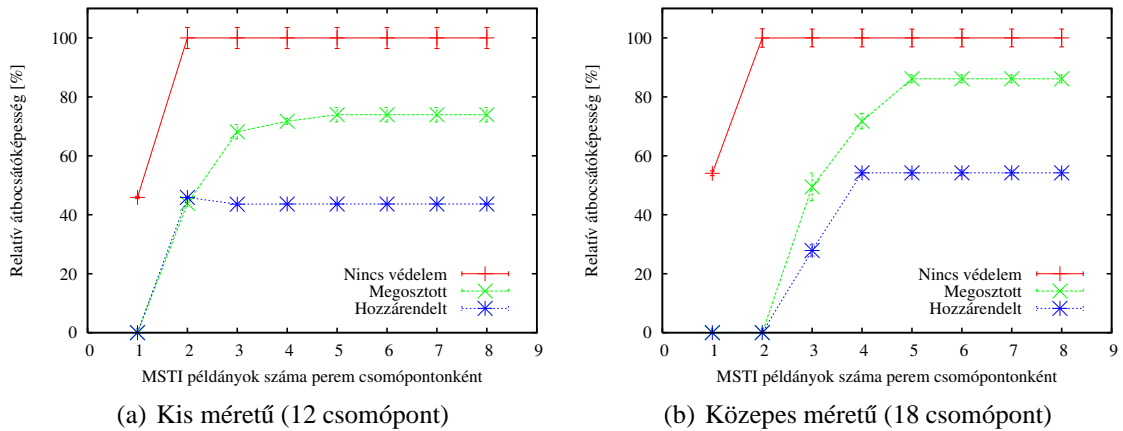 Relatív átbocsátóképesség [%]
100
80
60
40
20
0
0 1 2 3 4 5 6 7 8 9
MSTI példányok száma perem csomópontonként
Nincs védelem
Megosztott
Hozzárendelt
(a) Kis méretű (12 csomópont)
Relatív átbocsátóképesség [%]
100
80
60
40
20
0
0 1 2 3 4 5 6 7 8 9
MSTI példányok száma perem csomópontonként
Nincs védelem
Megosztott
Hozzárendelt
(b) Közepes méretű (18 csomópont)